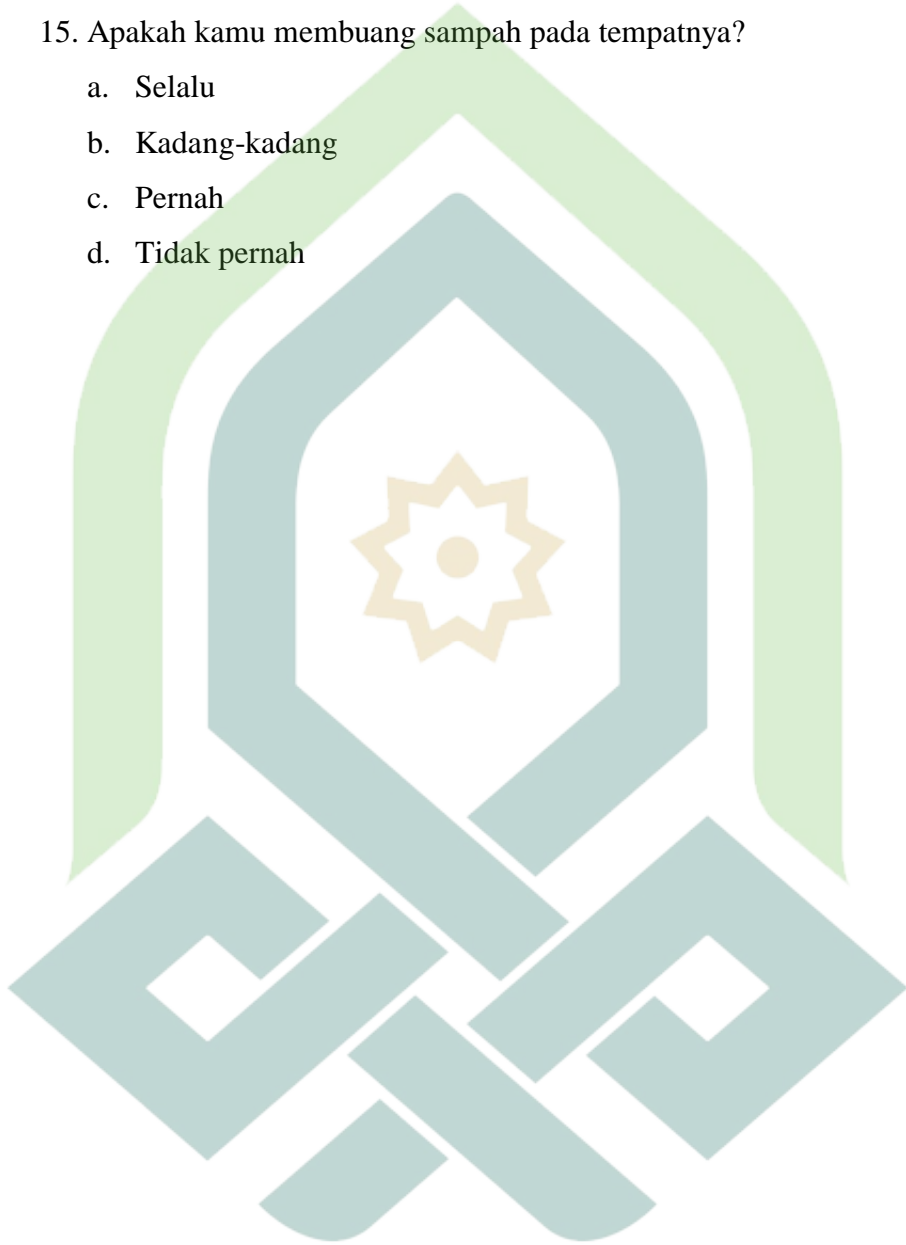 15. Apakah kamu membuang sampah pada tempatnya?
a. Selalu
b. Kadang-kadang
c. Pernah
d. Tidak pernah